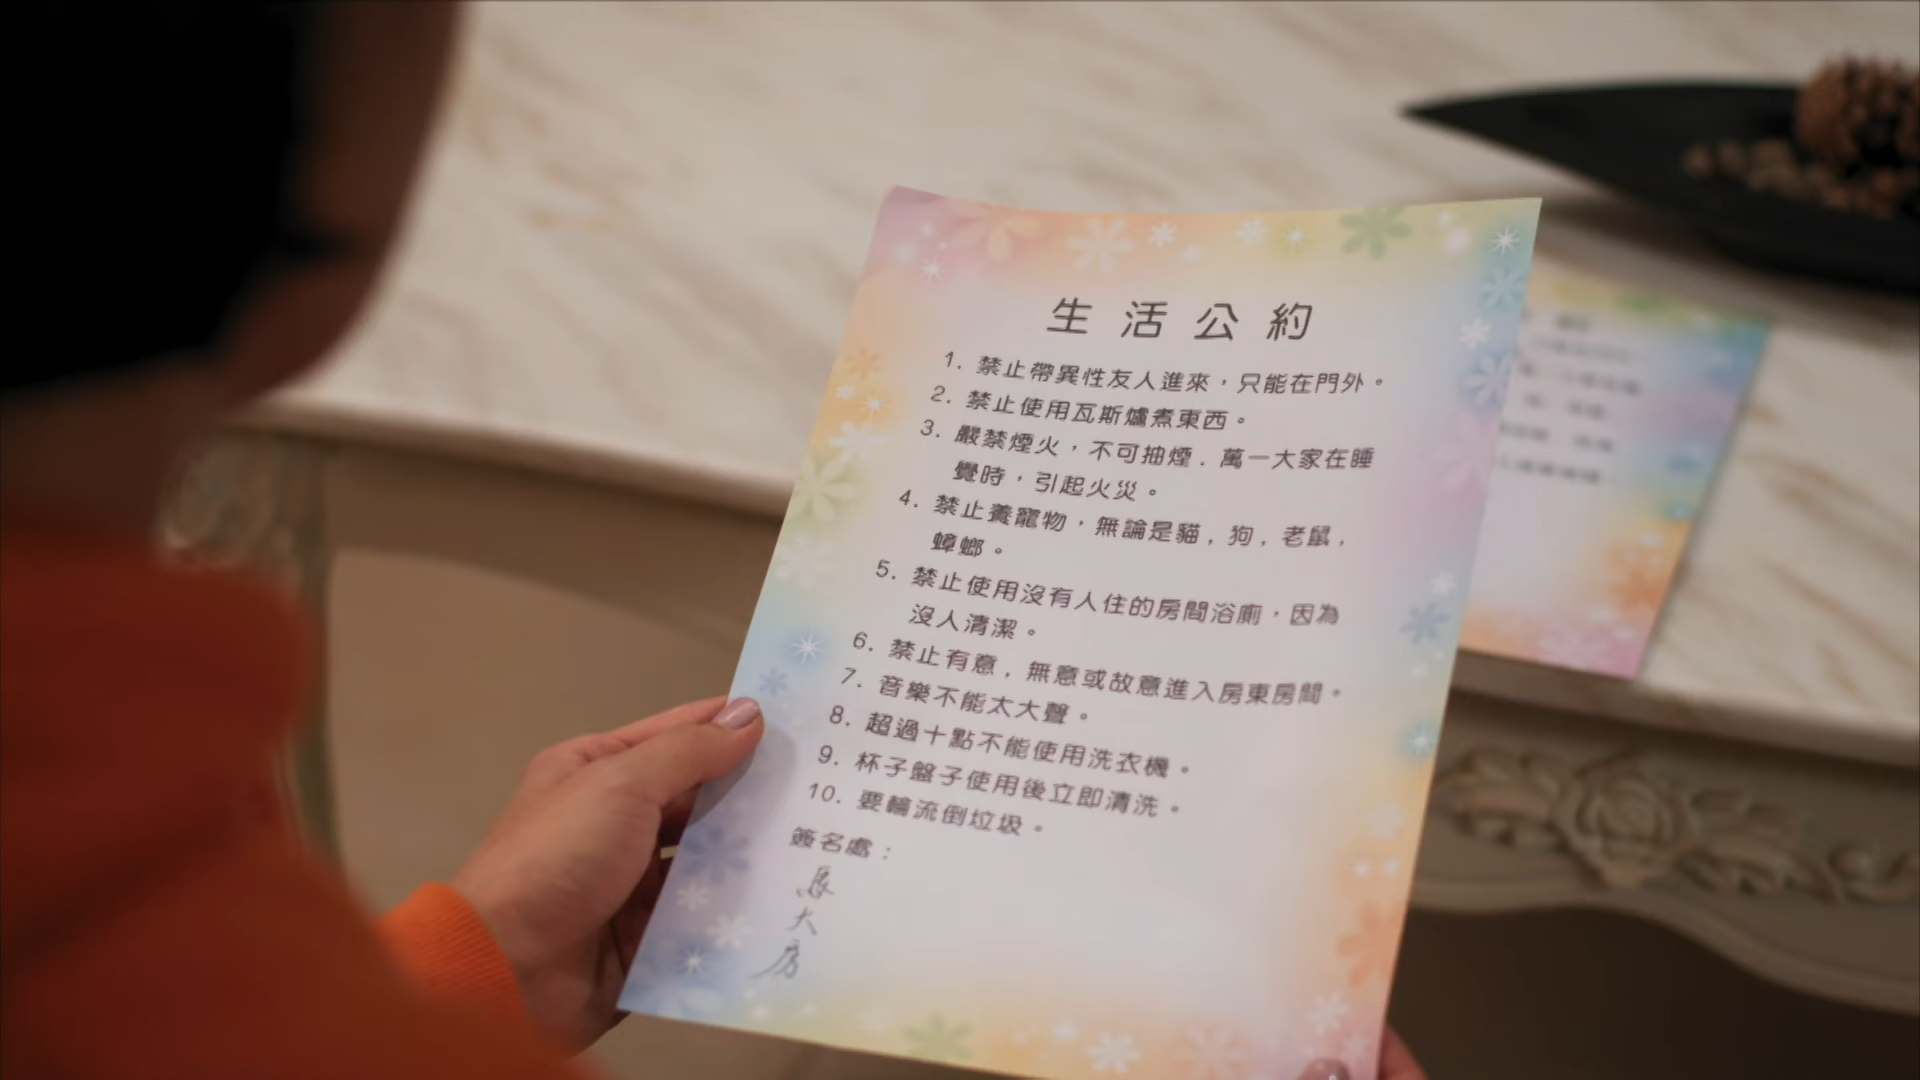 生活公約
1. 禁止帶異性友人進來，只能在門外。
2. 禁止使用瓦斯爐煮東西。
3. 嚴禁煙火，不可抽煙．萬一大家在睡
覺時，引起火災。
4. 禁止養寵物，無論是貓，狗，老鼠，
蟑螂。
5. 禁止使用沒有人住的房間浴廁，因為
沒人清潔。
6. 禁止有意，無意或故意進入房東房間。
7. 音樂不能太大聲。
8. 超過十點不能使用洗衣機。
9. 杯子盤子使用後立即清洗。
10. 要輪流倒垃圾。
簽名處：
大
房